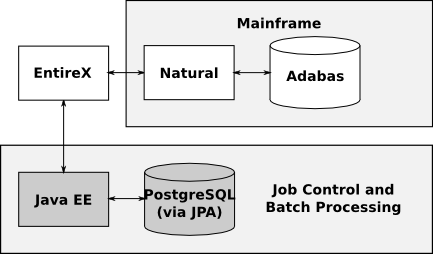 Mainframe
EntireX
Natural
Adabas
Java EE
PostgreSQL
(via JPA)
Job Control and
Batch Processing